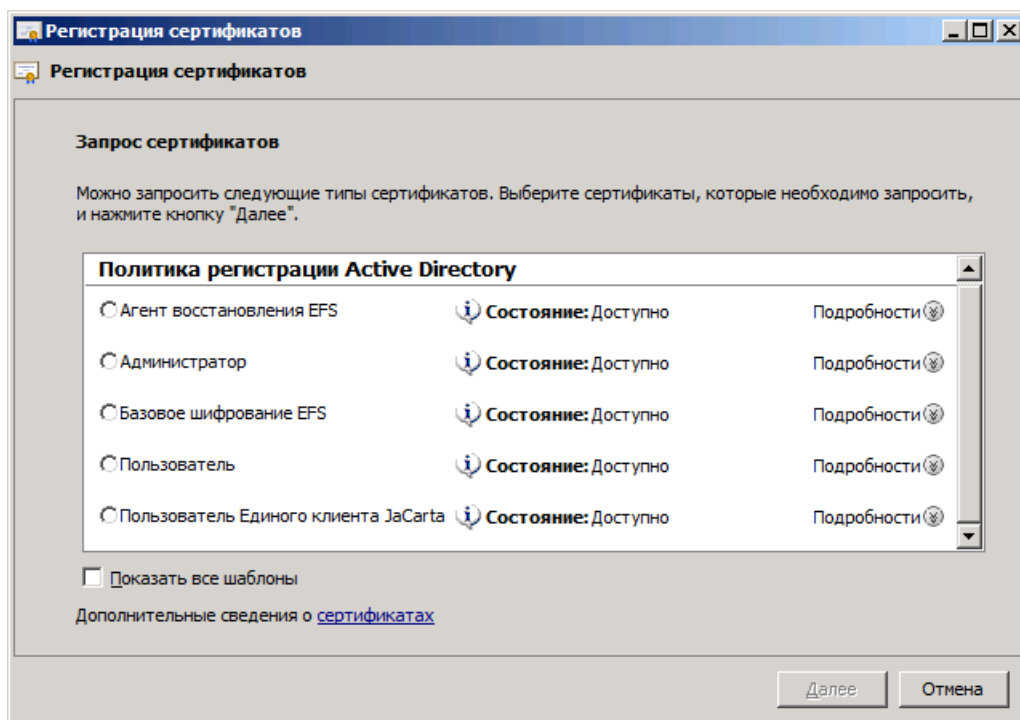 Регистрация сертификатов
Регистрация сертификатов
Запрос сертификатов
Можно запросить следующие типы сертификатов. Выберите сертификаты, которые необходимо запросить,
и нажмите кнопку "Далее".
Политика регистрации Active Directory
Агент восстановления EFS Состояние: Доступно Подробности
Администратор Состояние: Доступно Подробности
Базовое шифрование EFS Состояние: Доступно Подробности
Пользователь Состояние: Доступно Подробности
Пользователь Единого клиента JaCarta Состояние: Доступно Подробности
Показать все шаблоны
Дополнительные сведения о сертификатах
Далее Отмена